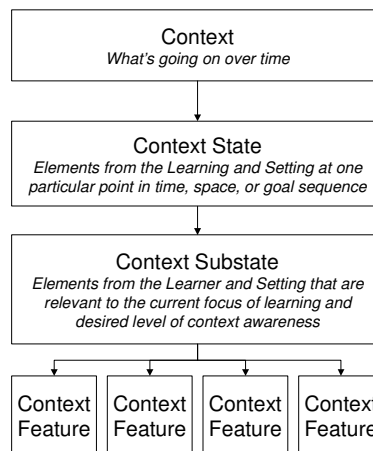 Context
What's going on over time
Context State
Elements from the Learning and Setting at one
particular point in time, space, or goal sequence
Context Substate
Elements from the Learner and Setting that are
relevant to the current focus of learning and
desired level of context awareness
Context
Feature
Context
Feature
Context
Feature
Context
Feature